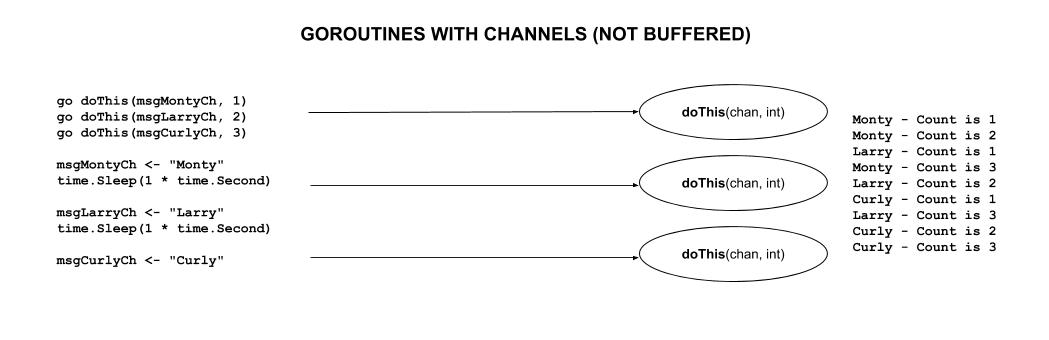 GOROUTINES WITH CHANNELS (NOT BUFFERED)
go doThis(msgMontyCh, 1)
go doThis(msgLarryCh, 2)
go doThis(msgCurlyCh, 3)
msgMontyCh <- "Monty"
time.Sleep(1 * time.Second)
msgLarryCh <- "Larry"
time.Sleep(1 * time.Second)
msgCurlyCh <- "Curly"
doThis(chan, int)
doThis(chan, int)
doThis(chan, int)
Monty - Count is 1
Monty - Count is 2
Larry - Count is 1
Monty - Count is 3
Larry - Count is 2
Curly - Count is 1
Larry - Count is 3
Curly - Count is 2
Curly - Count is 3